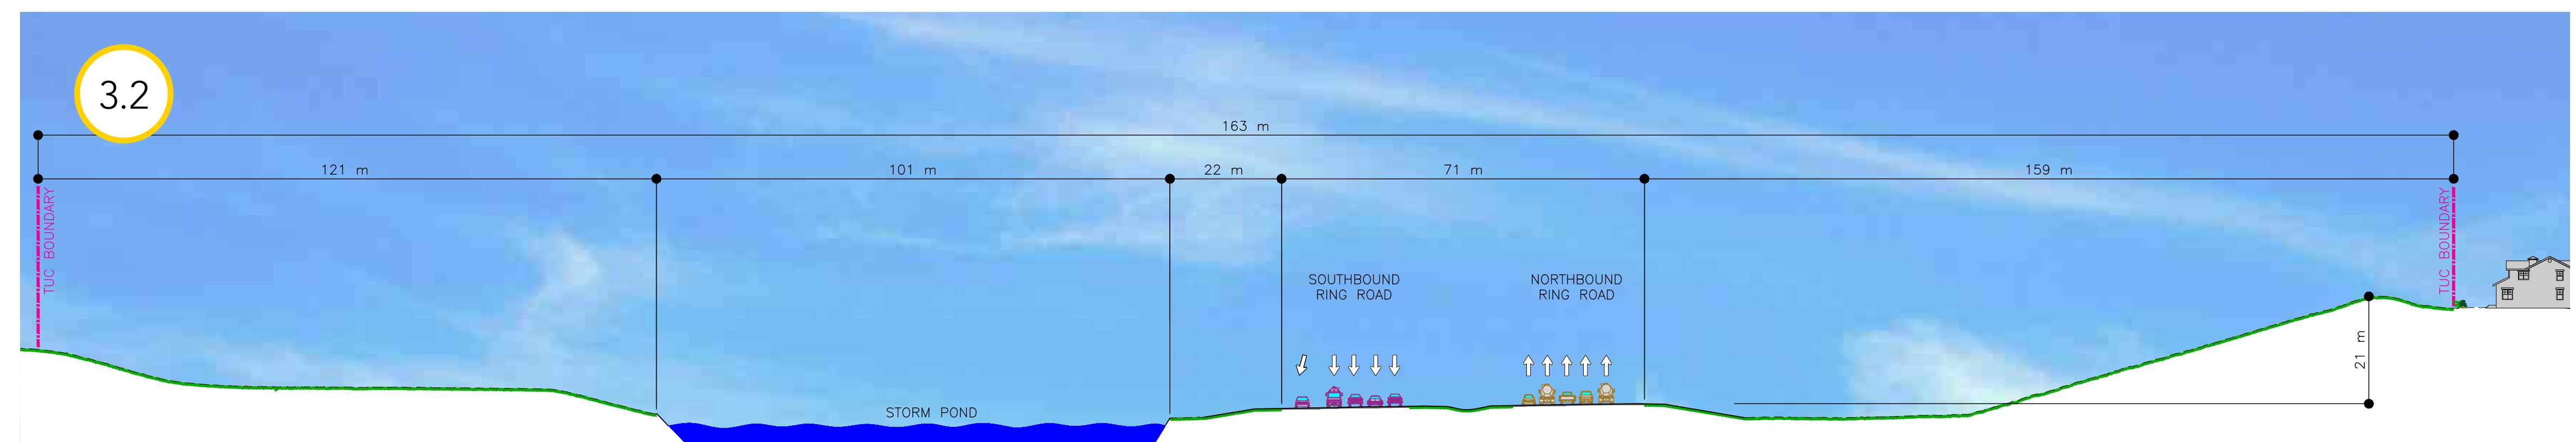 3.2
163 m
121 m
101 m
22 m
71 m
159 m
TUC BOUNDARY
TUC BOUNDARY
SOUTHBOUND
RING ROAD
NORTHBOUND
RING ROAD
21 m
STORM POND